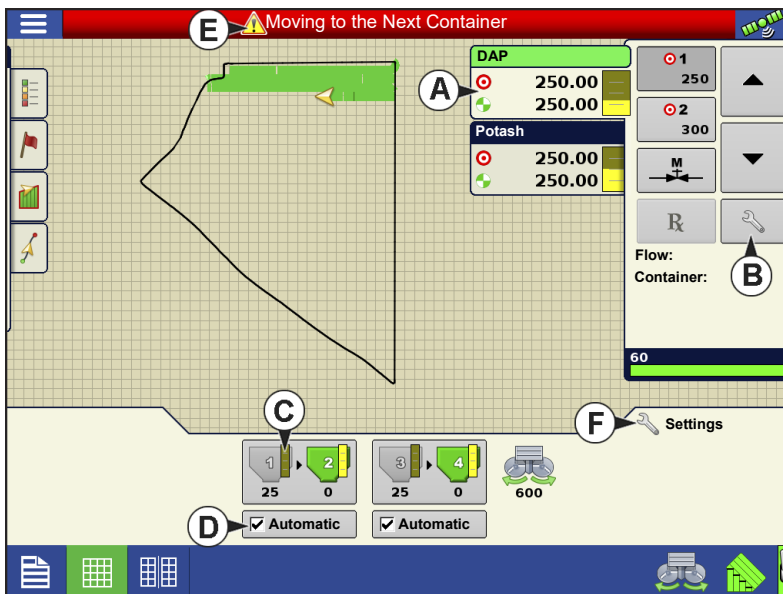 E
Moving to the Next Container
DAP
A
250.00
250.00
Potash
250.00
250.00
1
250
2
300
M
Rx
B
Flow:
Container:
60
C
F
Settings
1
2
25
0
3
4
25
0
600
D
Automatic
Automatic